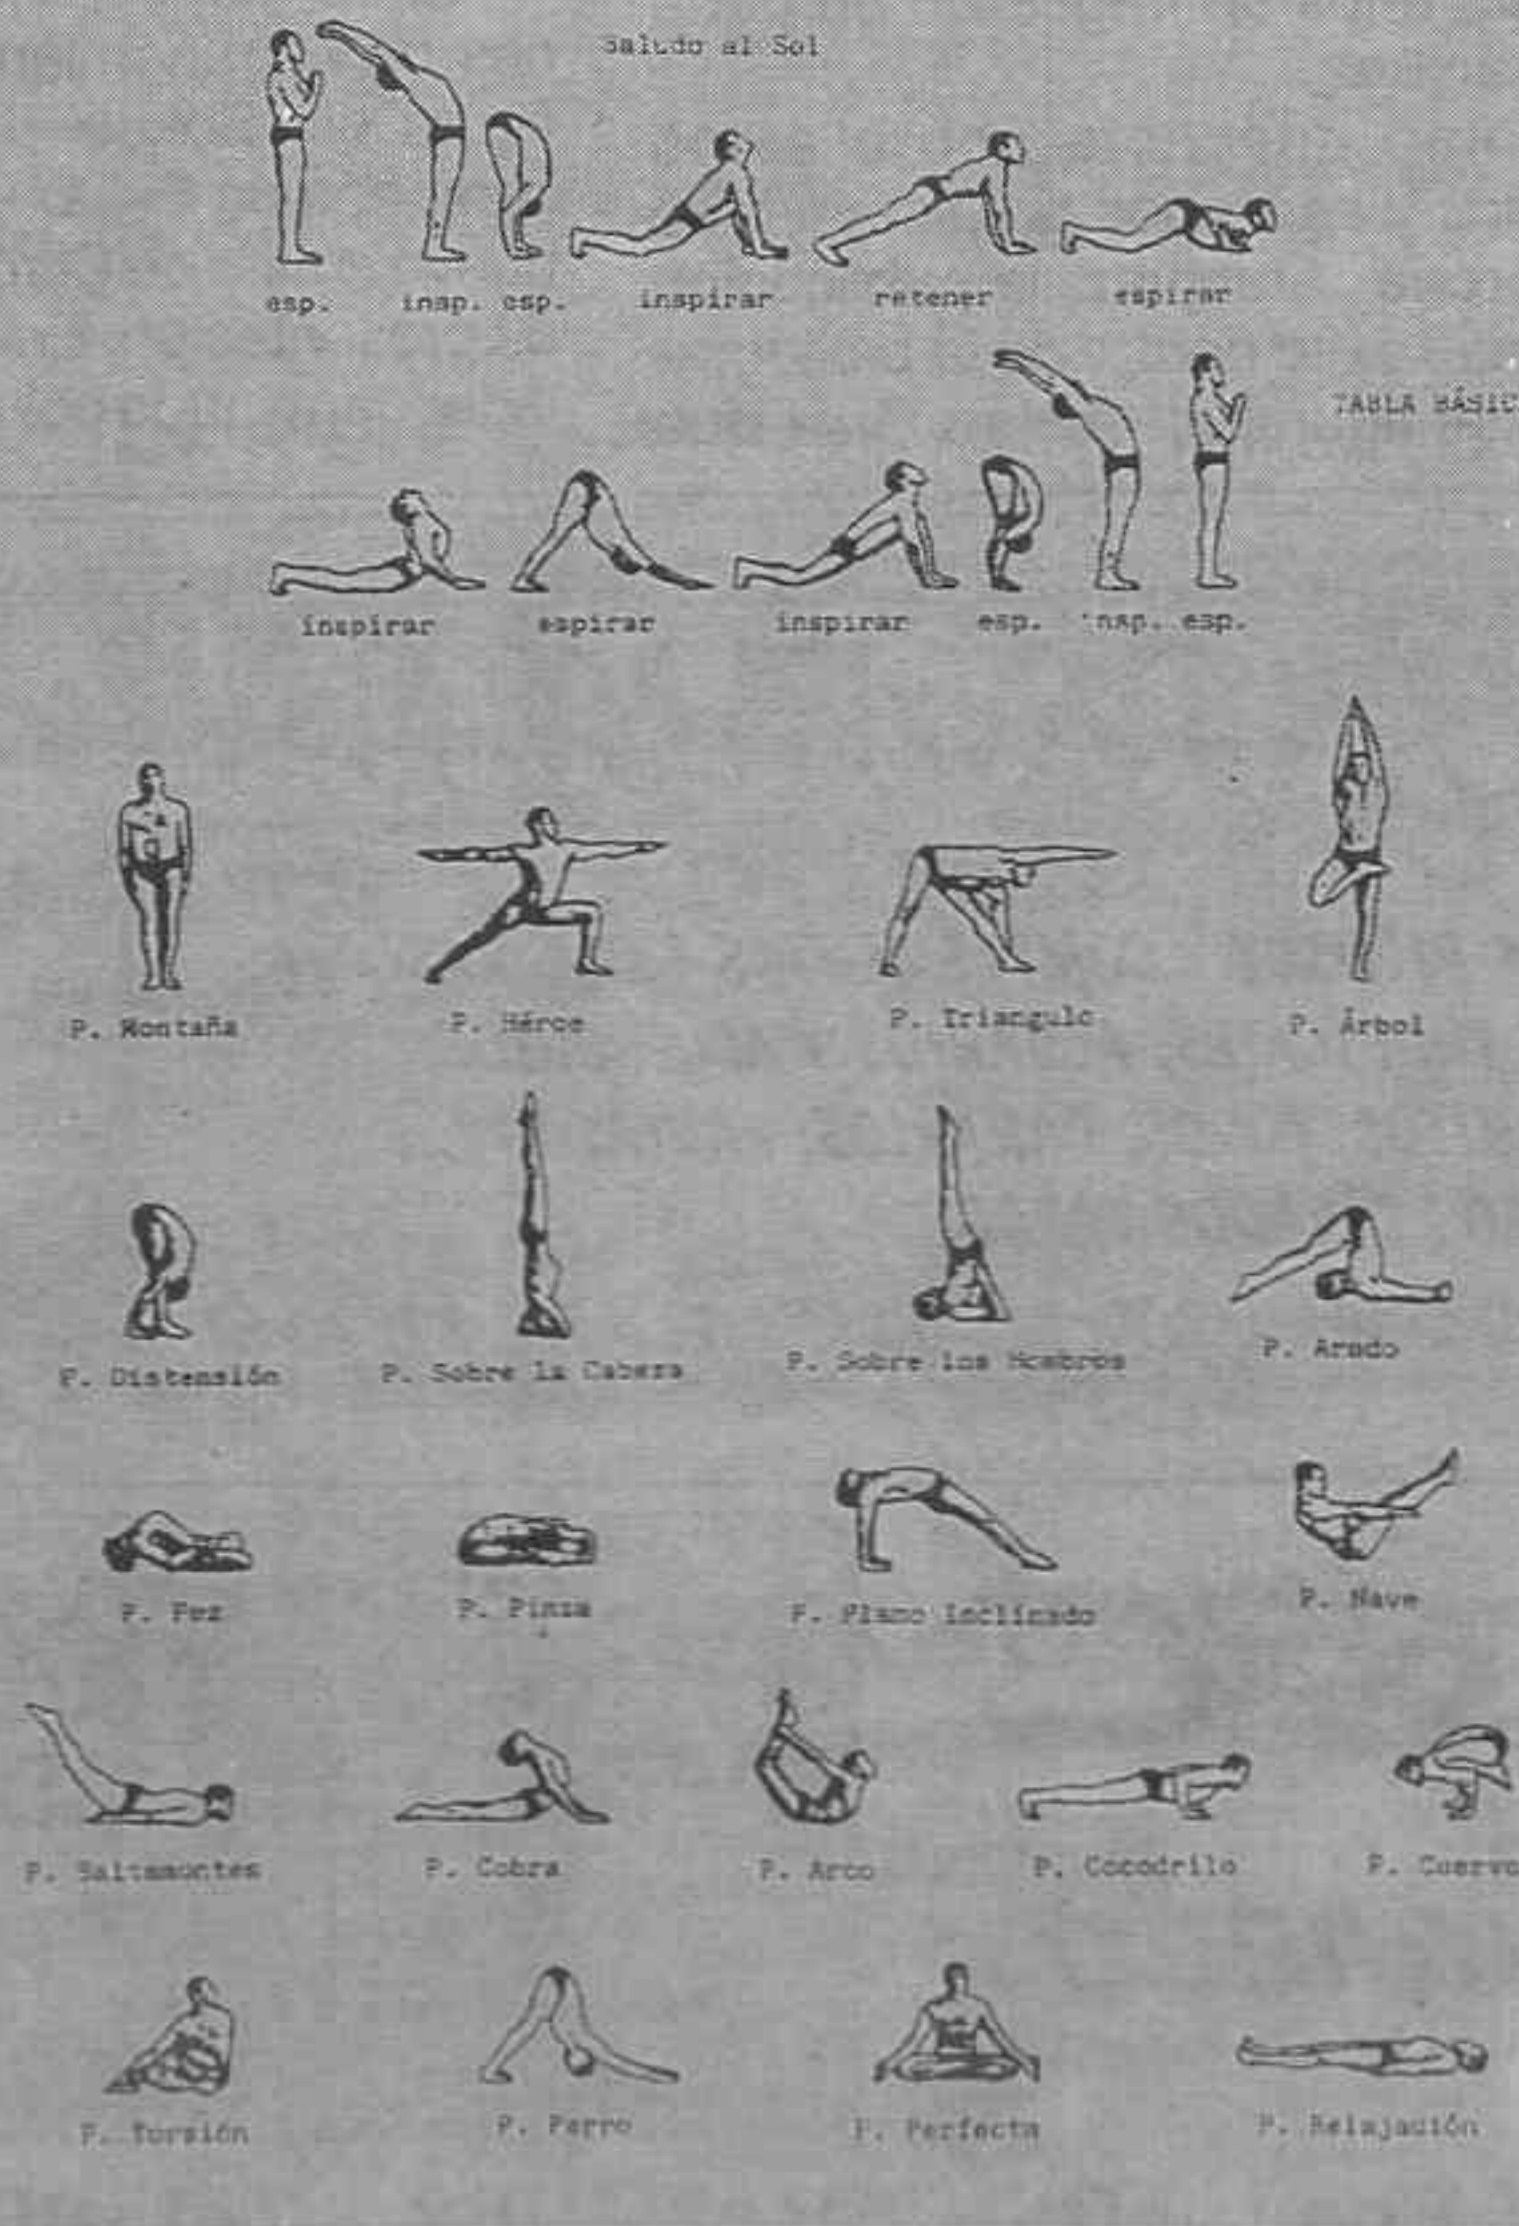 Saludo al Sol
esp. insp. esp. inspirar retener espirar
TABLA BÁSIC
inspirar espirar inspirar esp. insp. esp.
P. Montaña P. Héroe P. Triangulo P. Árbol
P. Distensión P. Sobre la Cabeza P. Sobre los Hombros P. Arado
P. Pez P. Pinza P. Plano inclinado P. Nave
P. Saltamontes P. Cobra P. Arco P. Cocodrilo P. Cuervo
P. Torsión P. Perro P. Perfecta P. Relajación